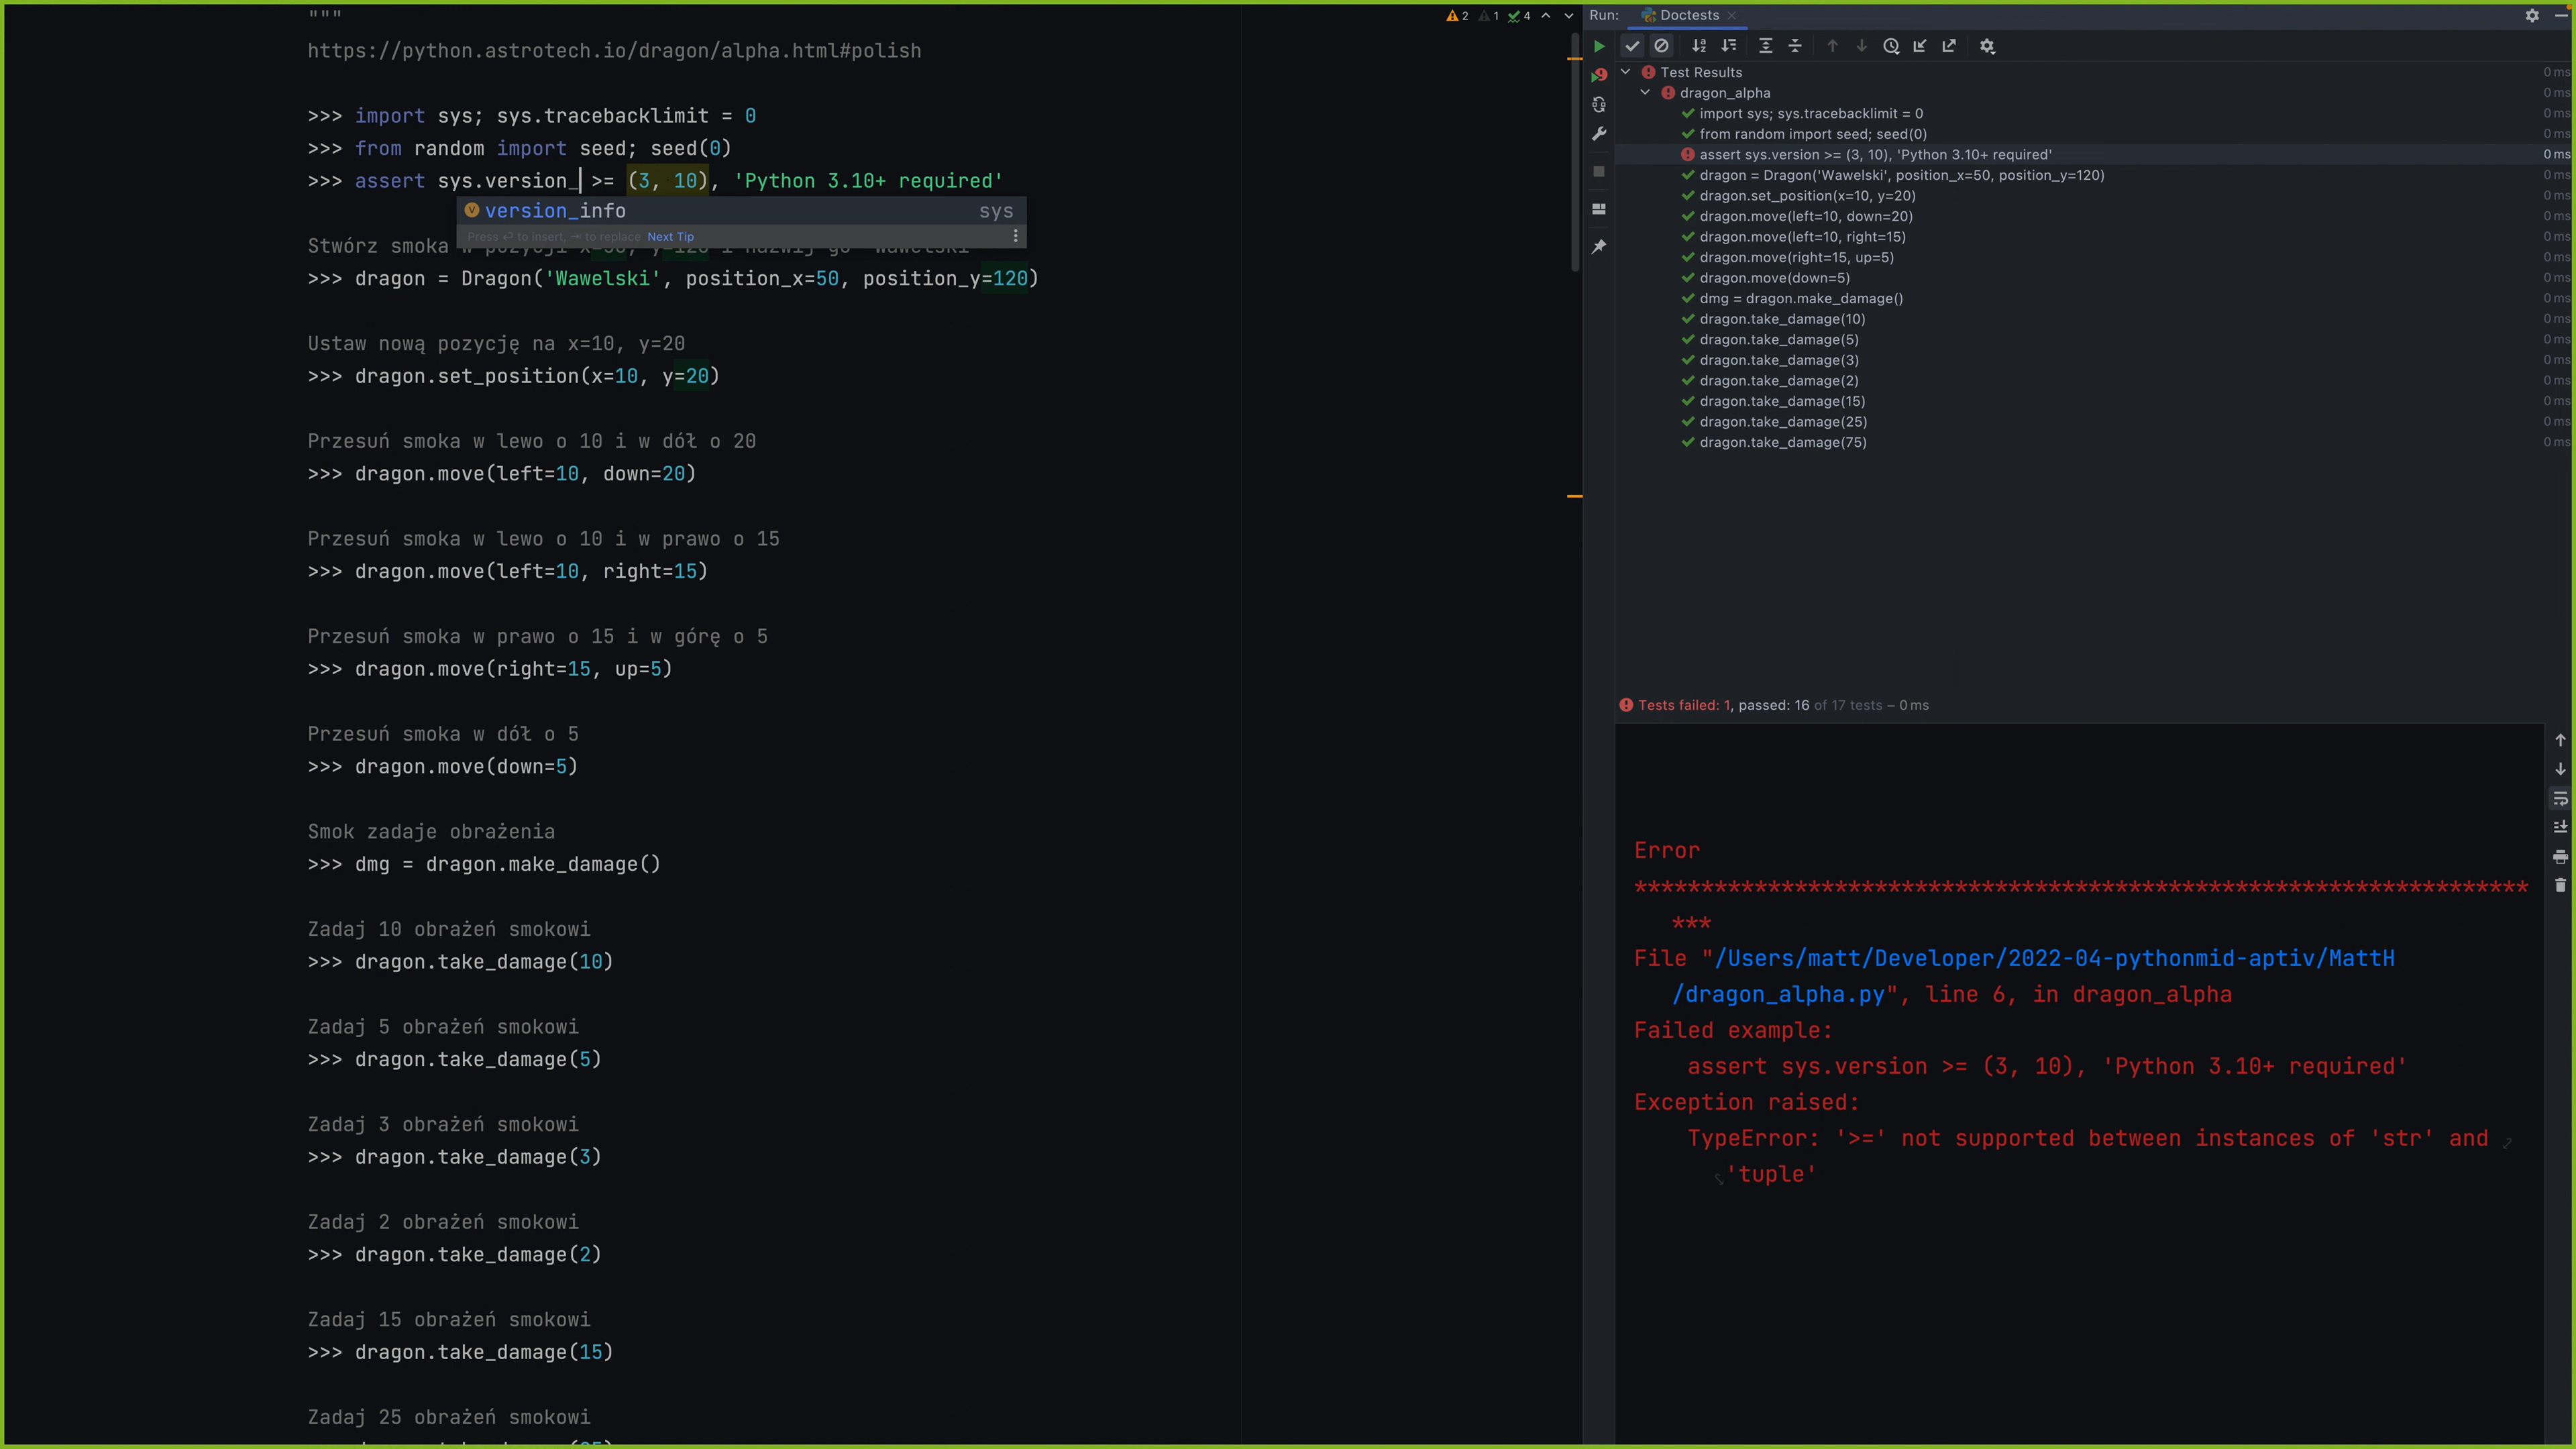 """
https://python.astrotech.io/dragon/alpha.html#polish
>>> import sys; sys.tracebacklimit = 0
>>> from random import seed; seed(0)
>>> assert sys.version_ >= (3, 10), 'Python 3.10+ required'
version_info sys
Press ⏎ to insert, ⇥ to replace Next Tip
Stwórz smoka
>>> dragon = Dragon('Wawelski', position_x=50, position_y=120)
Ustaw nową pozycję na x=10, y=20
>>> dragon.set_position(x=10, y=20)
Przesuń smoka w lewo o 10 i w dół o 20
>>> dragon.move(left=10, down=20)
Przesuń smoka w lewo o 10 i w prawo o 15
>>> dragon.move(left=10, right=15)
Przesuń smoka w prawo o 15 i w górę o 5
>>> dragon.move(right=15, up=5)
Przesuń smoka w dół o 5
>>> dragon.move(down=5)
Smok zadaje obrażenia
>>> dmg = dragon.make_damage()
Zadaj 10 obrażeń smokowi
>>> dragon.take_damage(10)
Zadaj 5 obrażeń smokowi
>>> dragon.take_damage(5)
Zadaj 3 obrażeń smokowi
>>> dragon.take_damage(3)
Zadaj 2 obrażeń smokowi
>>> dragon.take_damage(2)
Zadaj 15 obrażeń smokowi
>>> dragon.take_damage(15)
Zadaj 25 obrażeń smokowi
2 1 4
Run: Doctests
Test Results 0 ms
dragon_alpha 0 ms
import sys; sys.tracebacklimit = 0 0 ms
from random import seed; seed(0) 0 ms
assert sys.version >= (3, 10), 'Python 3.10+ required' 0 ms
dragon = Dragon('Wawelski', position_x=50, position_y=120) 0 ms
dragon.set_position(x=10, y=20) 0 ms
dragon.move(left=10, down=20) 0 ms
dragon.move(left=10, right=15) 0 ms
dragon.move(right=15, up=5) 0 ms
dragon.move(down=5) 0 ms
dmg = dragon.make_damage() 0 ms
dragon.take_damage(10) 0 ms
dragon.take_damage(5) 0 ms
dragon.take_damage(3) 0 ms
dragon.take_damage(2) 0 ms
dragon.take_damage(15) 0 ms
dragon.take_damage(25) 0 ms
dragon.take_damage(75) 0 ms
Tests failed: 1, passed: 16 of 17 tests – 0 ms
Error
*******************************************************************
***
File "/Users/matt/Developer/2022-04-pythonmid-aptiv/MattH
/dragon_alpha.py", line 6, in dragon_alpha
Failed example:
assert sys.version >= (3, 10), 'Python 3.10+ required'
Exception raised:
TypeError: '>=' not supported between instances of 'str' and
'tuple'